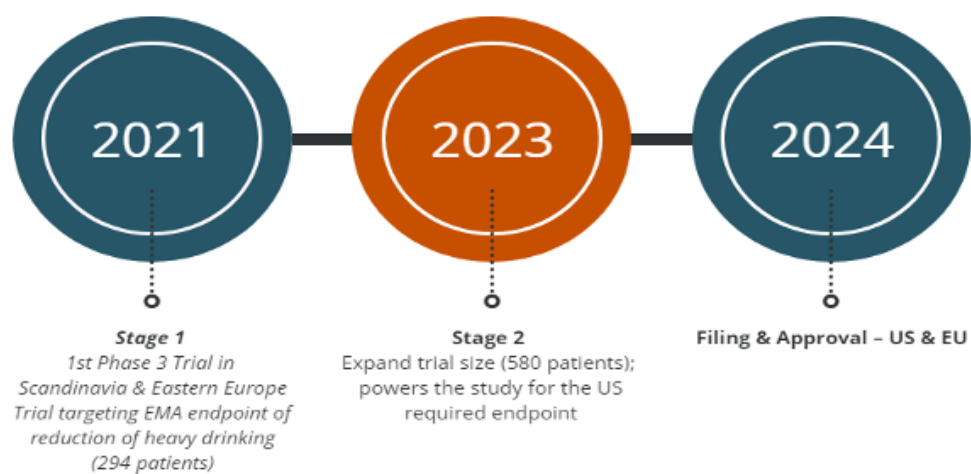 2021
2023
2024
Stage 1
1st Phase 3 Trial in
Scandinavia & Eastern Europe
Trial targeting EMA endpoint of
reduction of heavy drinking
(294 patients)
Stage 2
Expand trial size (580 patients);
powers the study for the US
required endpoint
Filing & Approval – US & EU